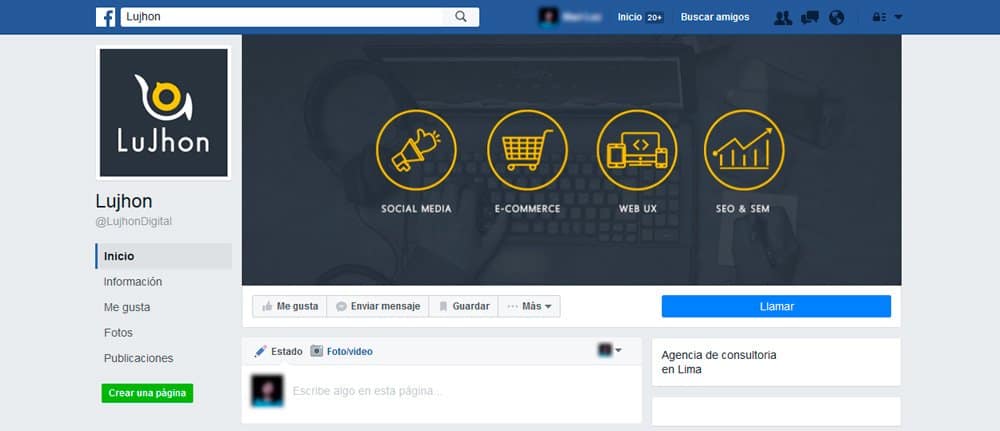 Lujhon
Inicio 20+ Buscar amigos
LuJhon
SOCIAL MEDIA E-COMMERCE WEB UX SEO & SEM
Lujhon
@LujhonDigital
Inicio
Información
Me gusta
Fotos
Publicaciones
Crear una página
Me gusta Enviar mensaje Guardar ··· Más Llamar
Estado Foto/video
Escribe algo en esta página...
Agencia de consultoria
en Lima